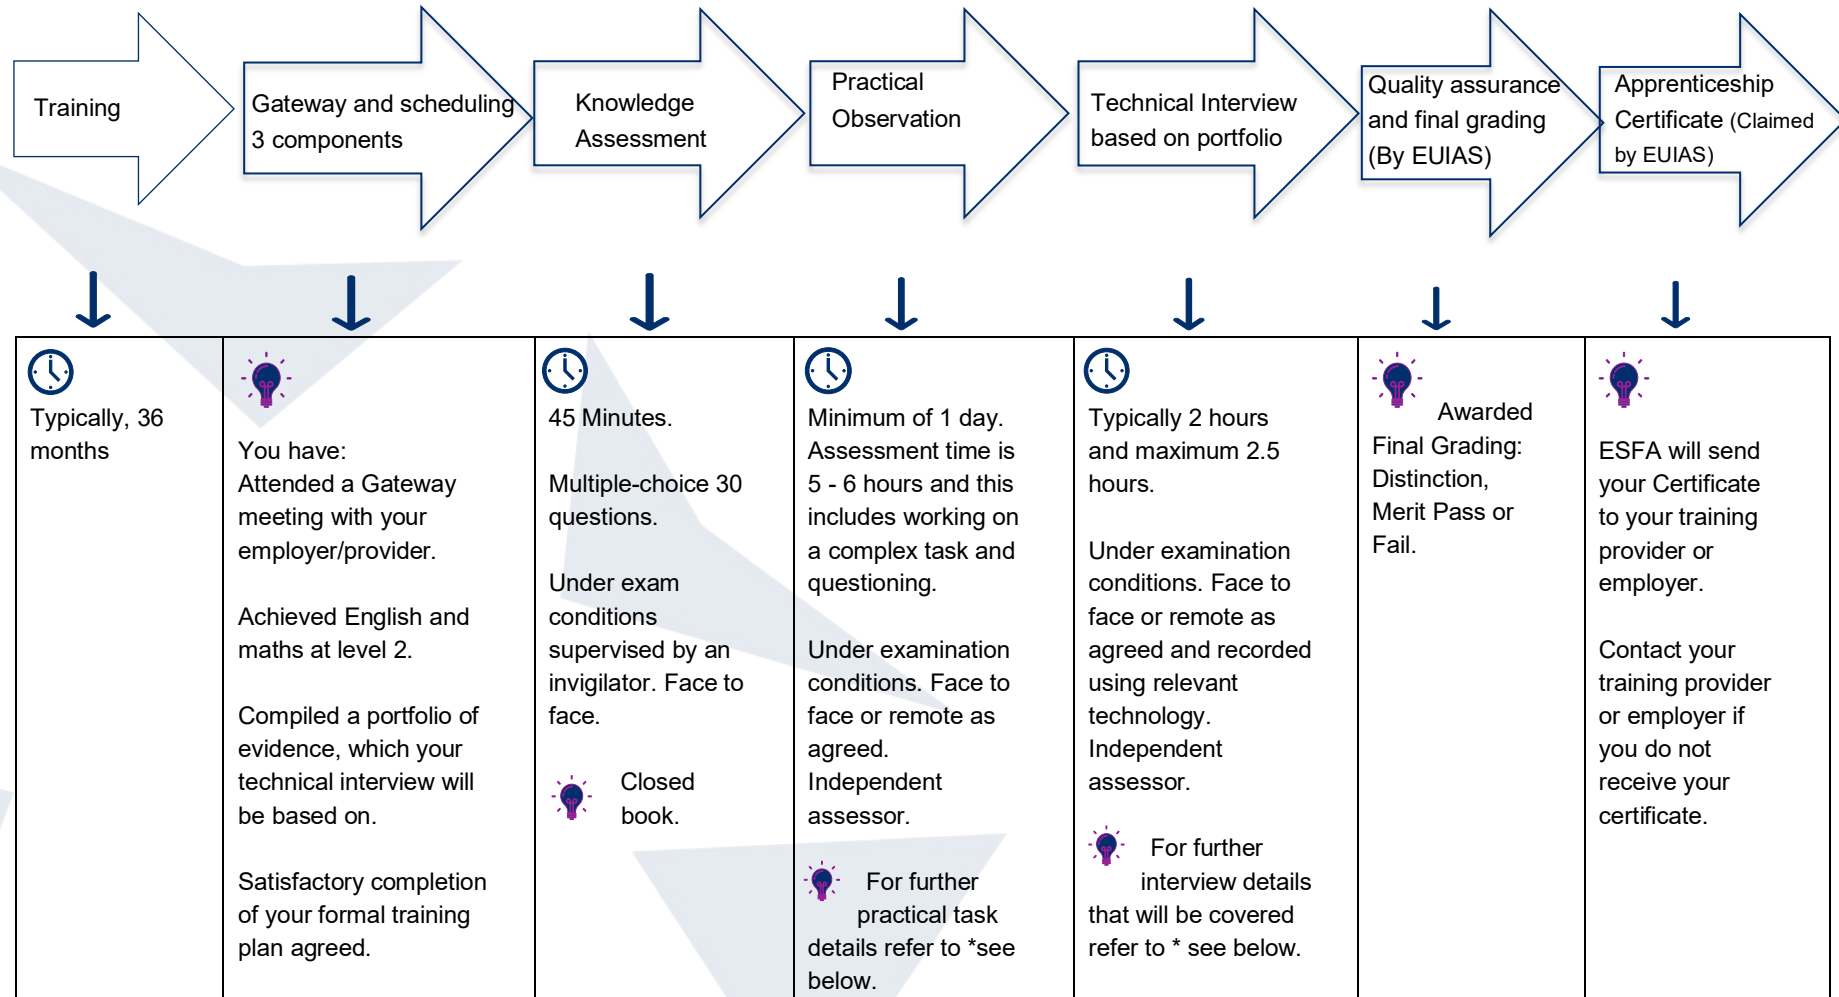 Training
Gateway and scheduling
3 components
Knowledge
Assessment
Practical
Observation
Technical Interview
based on portfolio
Quality assurance
and final grading
(By EUIAS)
Apprenticeship
Certificate (Claimed
by EUIAS)
Typically, 36
months
You have:
Attended a Gateway
meeting with your
employer/provider.
Achieved English and
maths at level 2.
Compiled a portfolio of
evidence, which your
technical interview will
be based on.
Satisfactory completion
of your formal training
plan agreed.
45 Minutes.
Multiple-choice 30
questions.
Under exam
conditions
supervised by an
invigilator. Face to
face.
Closed
book.
Minimum of 1 day.
Assessment time is
5 - 6 hours and this
includes working on
a complex task and
questioning.
Under examination
conditions. Face to
face or remote as
agreed.
Independent
assessor.
For further
practical task
details refer to *see
below.
Typically 2 hours
and maximum 2.5
hours.
Under examination
conditions. Face to
face or remote as
agreed and recorded
using relevant
technology.
Independent
assessor.
For further
interview details
that will be covered
refer to * see below.
Awarded
Final Grading:
Distinction,
Merit Pass or
Fail.
ESFA will send
your Certificate
to your training
provider or
employer.
Contact your
training provider
or employer if
you do not
receive your
certificate.